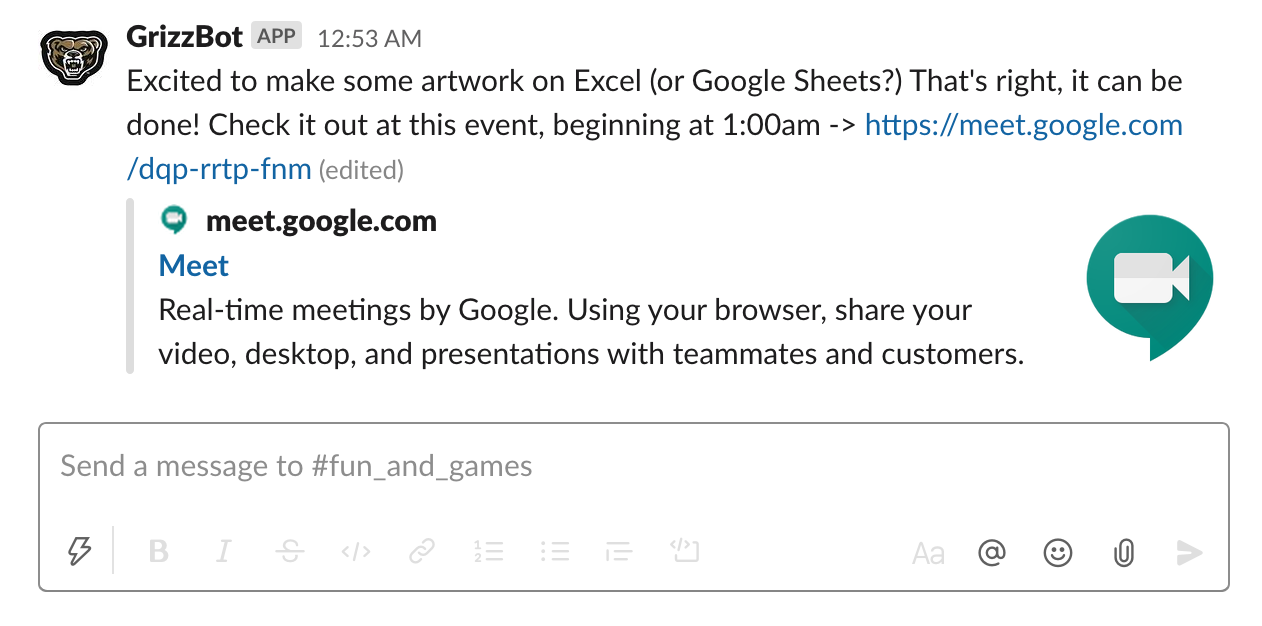 GrizzBot APP 12:53 AM
Excited to make some artwork on Excel (or Google Sheets?) That's right, it can be
done! Check it out at this event, beginning at 1:00am -> https://meet.google.com
/dqp-rrtp-fnm (edited)
meet.google.com
Meet
Real-time meetings by Google. Using your browser, share your
video, desktop, and presentations with teammates and customers.
Send a message to #fun_and_games
B I S </> Aa @